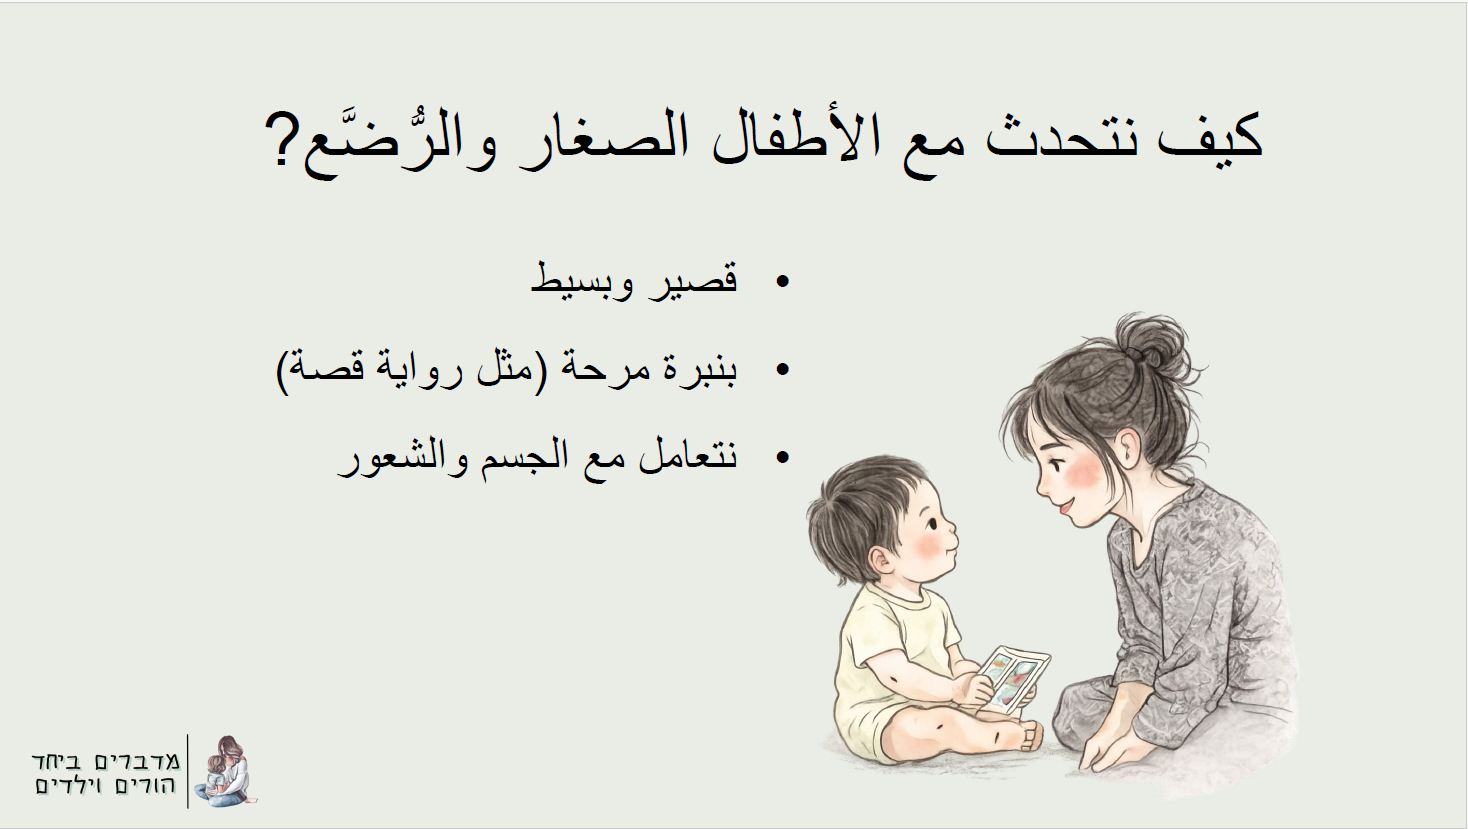 كيف نتحدث مع الأطفال الصغار والرُّضَّع?
• قصير وبسيط
• بنبرة مرحة (مثل رواية قصة)
• نتعامل مع الجسم والشعور
מדברים ביחד
הורים וילדים